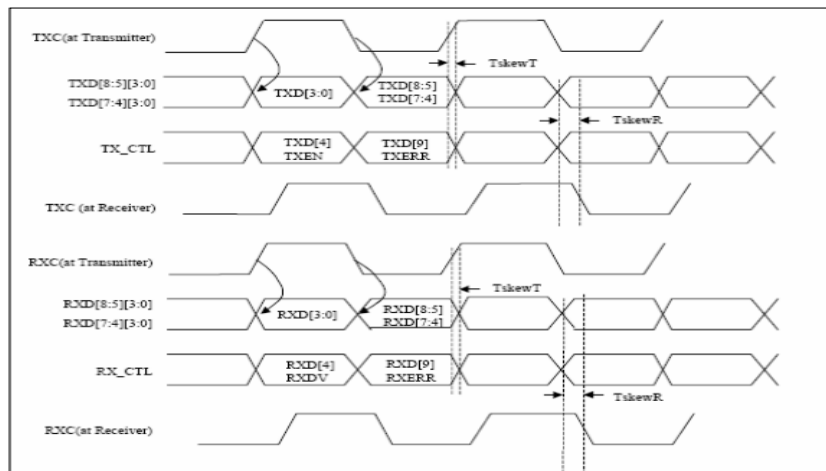 TXC(at Transmitter)
TskewT
TXD[8:5][3:0]
TXD[7:4][3:0]
TXD[3:0]
TXD[8:5]
TXD[7:4]
TskewR
TX_CTL
TXD[4]
TXEN
TXD[9]
TXERR
TXC (at Receiver)
RXC(at Transmitter)
TskewT
RXD[8:5][3:0]
RXD[7:4][3:0]
RXD[3:0]
RXD[8:5]
RXD[7:4]
RX_CTL
RXD[4]
RXDV
RXD[9]
RXERR
TskewR
RXC(at Receiver)